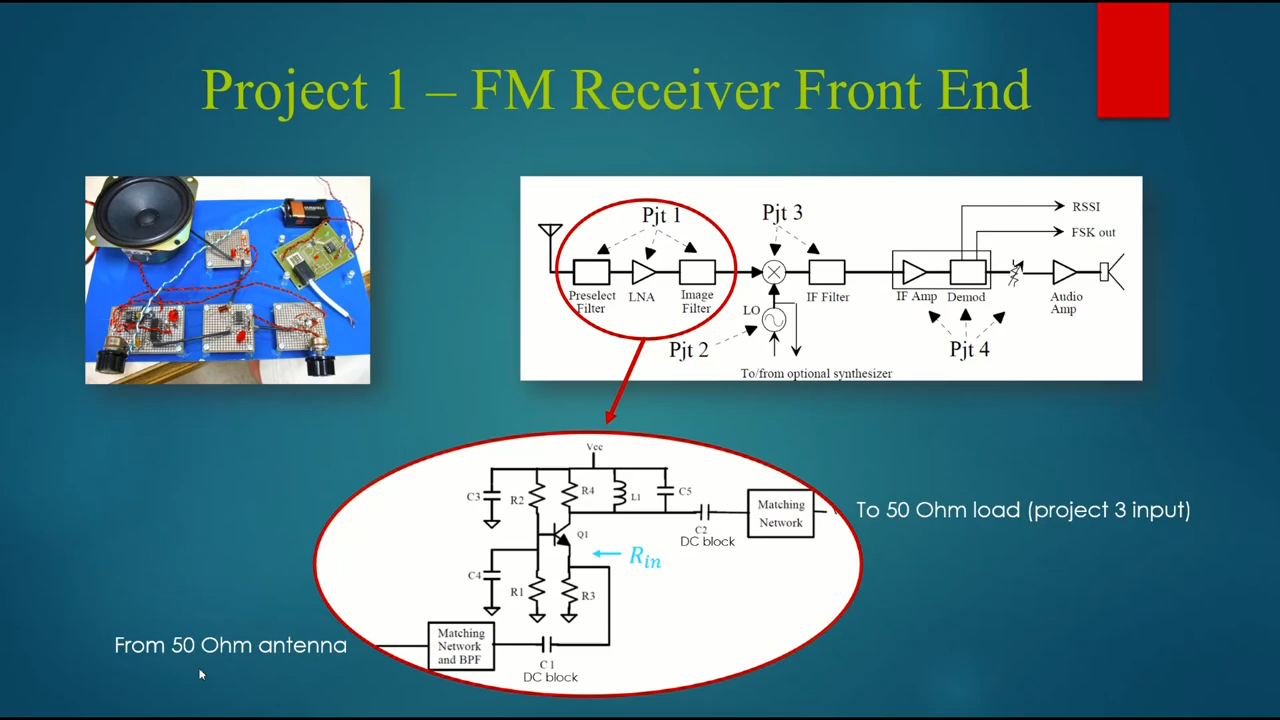 Project 1 – FM Receiver Front End
Pjt 1
Pjt 3
RSSI
FSK out
Preselect
Filter
LNA
Image
Filter
LO
IF Filter
IF Amp
Demod
Audio
Amp
Pjt 2
Pjt 4
To/from optional synthesizer
Vcc
C3
R2
R4
L1
C5
Matching
Network
To 50 Ohm load (project 3 input)
C2
DC block
Q1
Rin
C4
R1
R3
From 50 Ohm antenna
Matching
Network
and BPF
C1
DC block